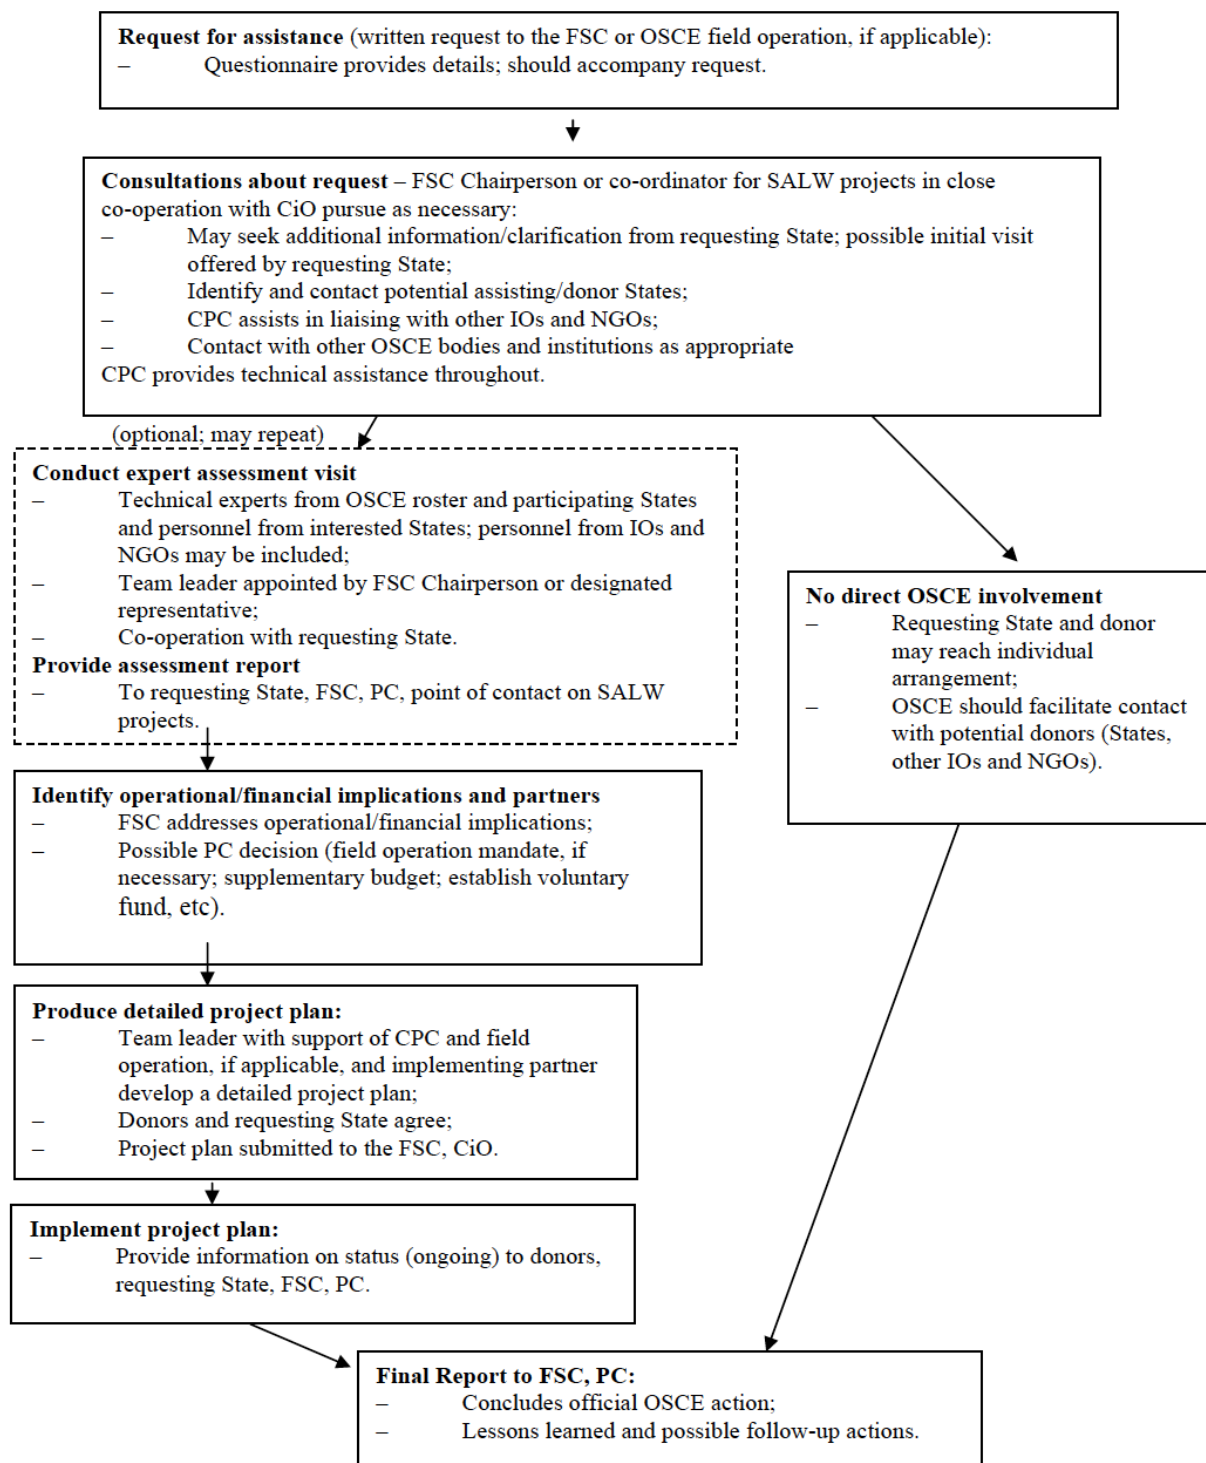 Request for assistance (written request to the FSC or OSCE field operation, if applicable):
– Questionnaire provides details; should accompany request.
Consultations about request – FSC Chairperson or co-ordinator for SALW projects in close
co-operation with CiO pursue as necessary:
– May seek additional information/clarification from requesting State; possible initial visit
offered by requesting State;
– Identify and contact potential assisting/donor States;
– CPC assists in liaising with other IOs and NGOs;
– Contact with other OSCE bodies and institutions as appropriate
CPC provides technical assistance throughout.
(optional; may repeat)
Conduct expert assessment visit
– Technical experts from OSCE roster and participating States
and personnel from interested States; personnel from IOs and
NGOs may be included;
– Team leader appointed by FSC Chairperson or designated
representative;
– Co-operation with requesting State.
Provide assessment report
– To requesting State, FSC, PC, point of contact on SALW
projects.
No direct OSCE involvement
– Requesting State and donor
may reach individual
arrangement;
– OSCE should facilitate contact
with potential donors (States,
other IOs and NGOs).
Identify operational/financial implications and partners
– FSC addresses operational/financial implications;
– Possible PC decision (field operation mandate, if
necessary; supplementary budget; establish voluntary
fund, etc).
Produce detailed project plan:
– Team leader with support of CPC and field
operation, if applicable, and implementing partner
develop a detailed project plan;
– Donors and requesting State agree;
– Project plan submitted to the FSC, CiO.
Implement project plan:
– Provide information on status (ongoing) to donors,
requesting State, FSC, PC.
Final Report to FSC, PC:
– Concludes official OSCE action;
– Lessons learned and possible follow-up actions.